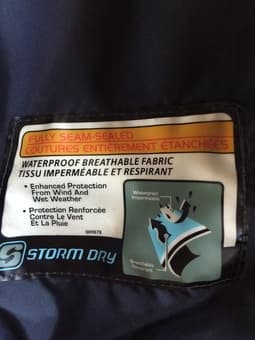 FULLY SEAM-SEALED
COUTURES ENTIÈREMENT ÉTANCHÉES
WATERPROOF BREATHABLE FABRIC
TISSU IMPERMÉABLE ET RESPIRANT
• Enhanced Protection
From Wind And
Wet Weather
• Protection Renforcée
Contre Le Vent
Et La Pluie
Waterproof
Imperméable
Breathable
S STORM DRY